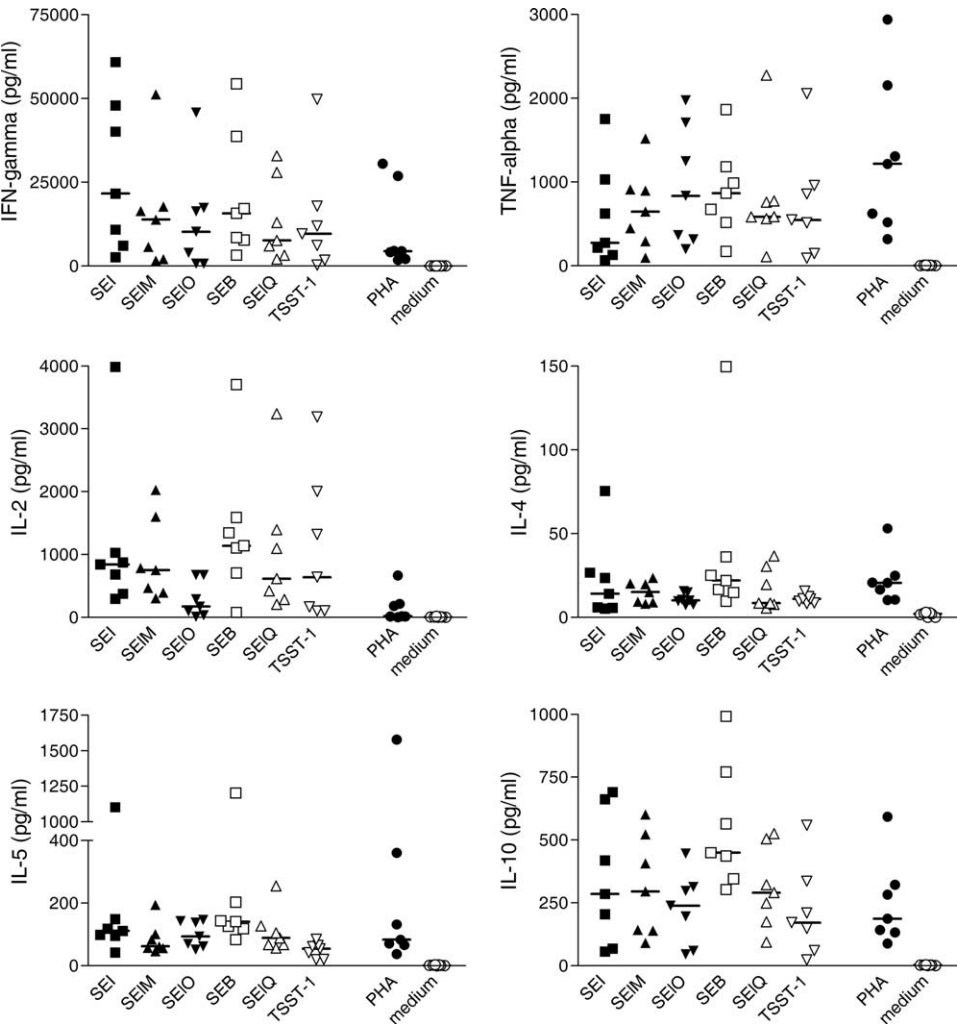 IFN-gamma (pg/ml)
75000
50000
25000
0
SEI SEIM SEIO SEB SEIQ TSST-1 PHA medium
TNF-alpha (pg/ml)
3000
2000
1000
0
SEI SEIM SEIO SEB SEIQ TSST-1 PHA medium
IL-2 (pg/ml)
4000
3000
2000
1000
0
SEI SEIM SEIO SEB SEIQ TSST-1 PHA medium
IL-4 (pg/ml)
150
100
50
0
SEI SEIM SEIO SEB SEIQ TSST-1 PHA medium
IL-5 (pg/ml)
1750
1500
1250
1000
400
200
0
SEI SEIM SEIO SEB SEIQ TSST-1 PHA medium
IL-10 (pg/ml)
1000
750
500
250
0
SEI SEIM SEIO SEB SEIQ TSST-1 PHA medium